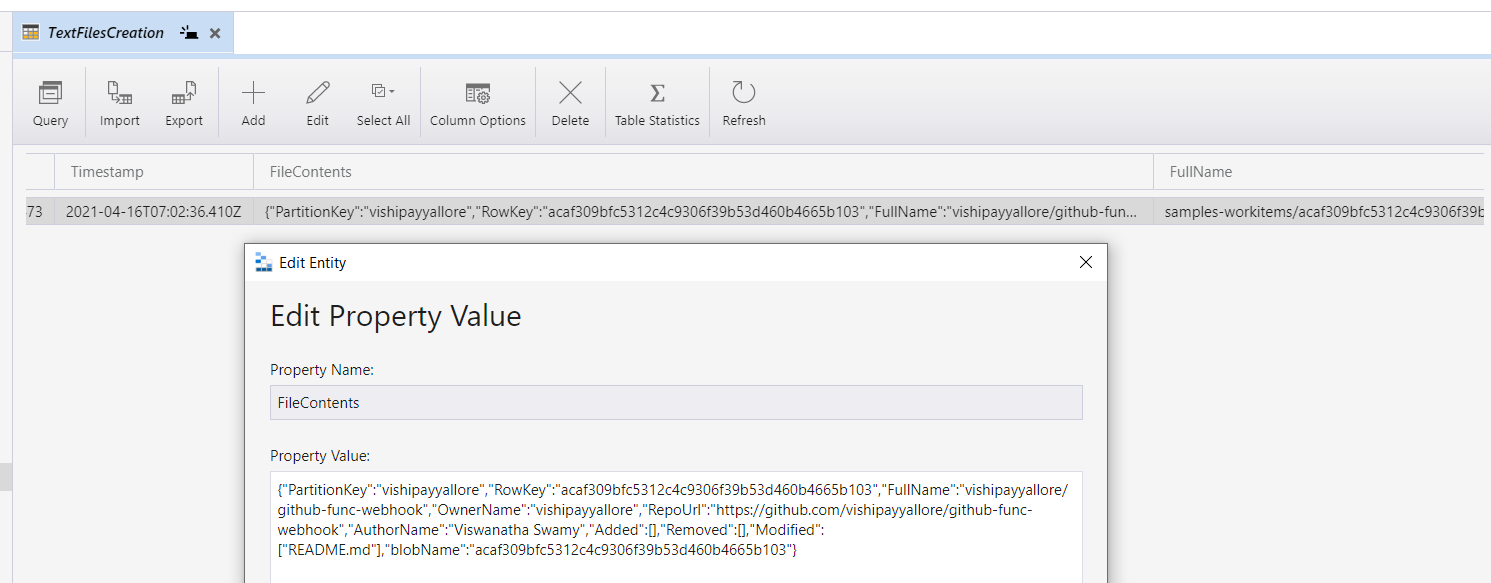 TextFilesCreation
Query
Import
Export
Add
Edit
Select All
Column Options
Delete
Table Statistics
Refresh
Timestamp FileContents FullName
73 2021-04-16T07:02:36.410Z {"PartitionKey":"vishipayyallore","RowKey":"acaf309bfc5312c4c9306f39b53d460b4665b103","FullName":"vishipayyallore/github-fun... samples-workitems/acaf309bfc5312c4c9306f39b
Edit Entity
Edit Property Value
Property Name:
FileContents
Property Value:
{"PartitionKey":"vishipayyallore","RowKey":"acaf309bfc5312c4c9306f39b53d460b4665b103","FullName":"vishipayyallore/
github-func-webhook","OwnerName":"vishipayyallore","RepoUrl":"https://github.com/vishipayyallore/github-func-
webhook","AuthorName":"Viswanatha Swamy","Added":[],"Removed":[],"Modified":
["README.md"],"blobName":"acaf309bfc5312c4c9306f39b53d460b4665b103"}